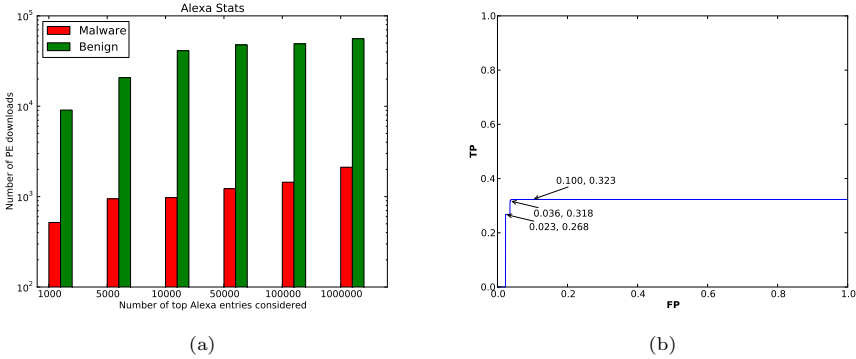 Alexa Stats
Malware
Benign
Number of PE downloads
10^5
10^4
10^3
10^2
1000 5000 10000 50000 100000 1000000
Number of top Alexa entries considered
(a)
TP
1.0
0.8
0.6
0.4
0.2
0.0
0.100, 0.323
0.036, 0.318
0.023, 0.268
0.0 0.2 0.4 0.6 0.8 1.0
FP
(b)